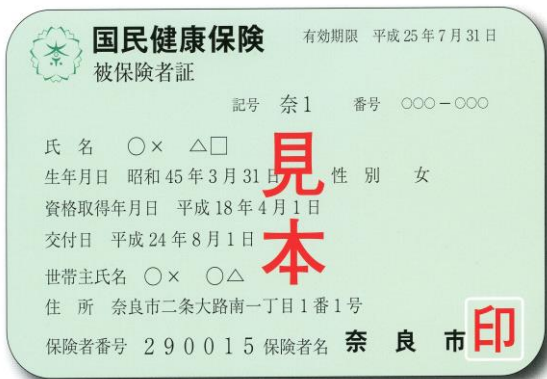 奈
国民健康保険 有効期限 平成25年7月31日
被保険者証
記号 奈1 番号 ○○○－○○○
氏名 ○× △□
生年月日 昭和45年3月31日 性別 女
資格取得年月日 平成18年4月1日
見本
交付日 平成24年8月1日
世帯主氏名 ○× ○△
住所 奈良市二条大路南一丁目1番1号
保険者番号 290015 保険者名 奈良市 印